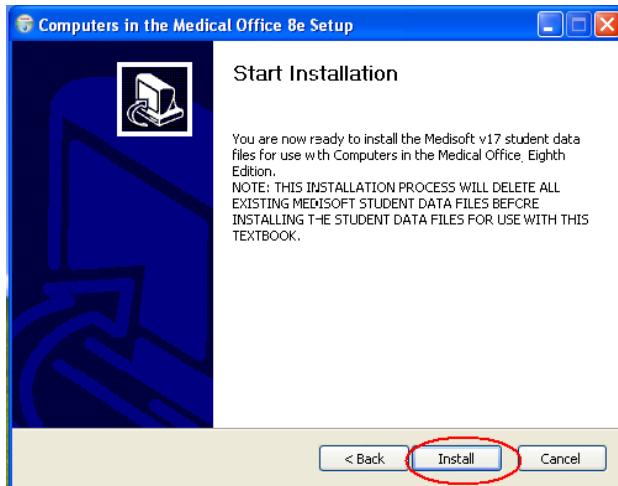 Computers in the Medical Office 8e Setup
Start Installation
You are now ready to install the Medisoft v17 student data
files for use with Computers in the Medical Office, Eighth
Edition.
NOTE: THIS INSTALLATION PROCESS WILL DELETE ALL
EXISTING MEDISOFT STUDENT DATA FILES BEFORE
INSTALLING THE STUDENT DATA FILES FOR USE WITH THIS
TEXTBOOK.
< Back Install Cancel